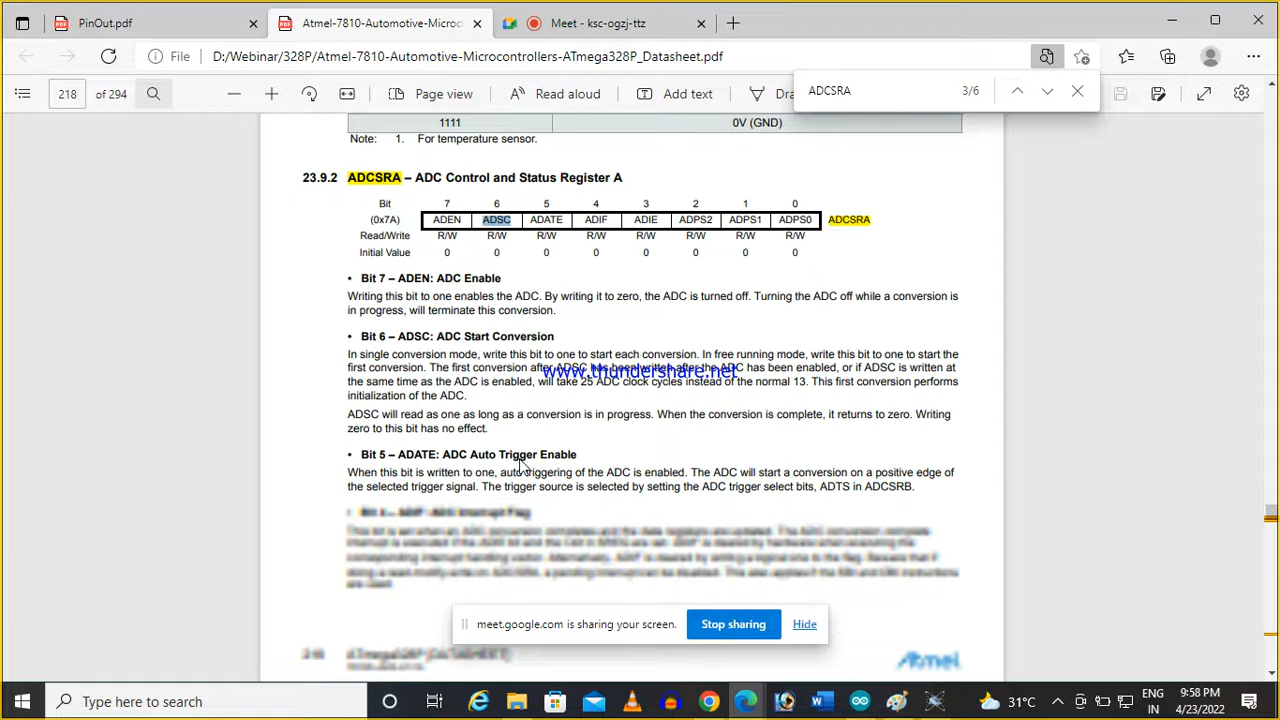 PinOut.pdf
Atmel-7810-Automotive-Microco
Meet - ksc-ogzj-ttz
File
D:/Webinar/328P/Atmel-7810-Automotive-Microcontrollers-ATmega328P_Datasheet.pdf
218 of 294
Page view
Read aloud
Add text
Dra
ADCSRA 3/6
1111 0V (GND)
Note: 1. For temperature sensor.
23.9.2 ADCSRA – ADC Control and Status Register A
Bit 7 6 5 4 3 2 1 0
(0x7A) ADEN ADSC ADATE ADIF ADIE ADPS2 ADPS1 ADPS0 ADCSRA
Read/Write R/W R/W R/W R/W R/W R/W R/W R/W
Initial Value 0 0 0 0 0 0 0 0
• Bit 7 – ADEN: ADC Enable
Writing this bit to one enables the ADC. By writing it to zero, the ADC is turned off. Turning the ADC off while a conversion is
in progress, will terminate this conversion.
• Bit 6 – ADSC: ADC Start Conversion
In single conversion mode, write this bit to one to start each conversion. In free running mode, write this bit to one to start the
first conversion. The first conversion after ADSC has been written after the ADC has been enabled, or if ADSC is written at
www.thundershare.net
the same time as the ADC is enabled, will take 25 ADC clock cycles instead of the normal 13. This first conversion performs
initialization of the ADC.
ADSC will read as one as long as a conversion is in progress. When the conversion is complete, it returns to zero. Writing
zero to this bit has no effect.
• Bit 5 – ADATE: ADC Auto Trigger Enable
When this bit is written to one, auto triggering of the ADC is enabled. The ADC will start a conversion on a positive edge of
the selected trigger signal. The trigger source is selected by setting the ADC trigger select bits, ADTS in ADCSRB.
meet.google.com is sharing your screen.
Stop sharing
Hide
Atmel
Type here to search
31°C
ENG
IN
9:58 PM
4/23/2022